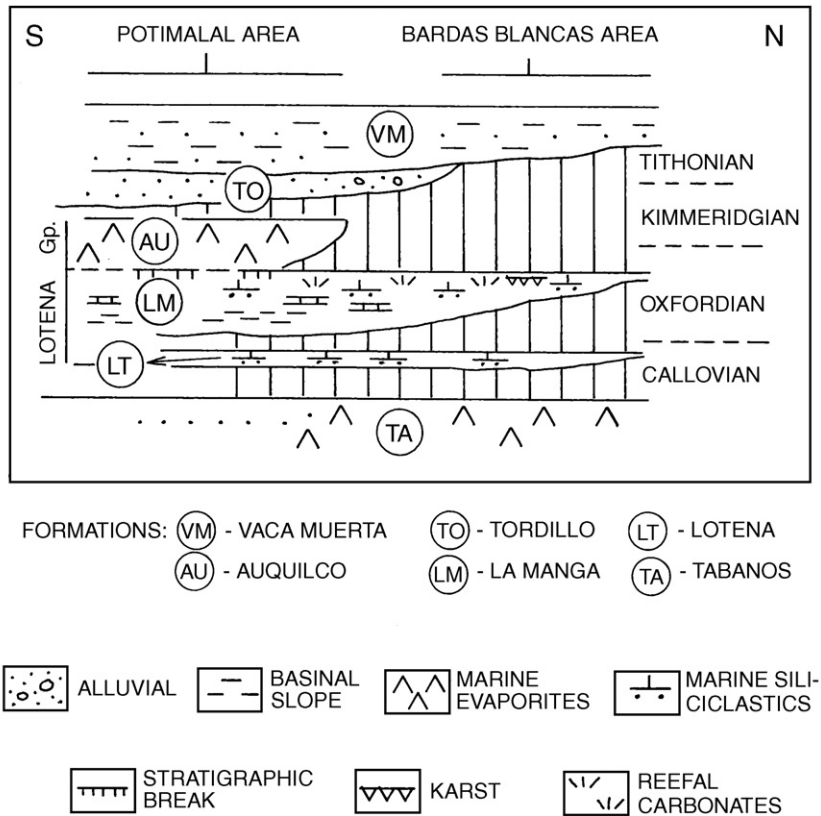 S POTIMALAL AREA BARDAS BLANCAS AREA N
VM
TITHONIAN
TO
KIMMERIDGIAN
Gp.
AU
LM
OXFORDIAN
LOTENA
LT
CALLOVIAN
TA
FORMATIONS: VM - VACA MUERTA TO - TORDILLO LT - LOTENA
AU - AUQUILCO LM - LA MANGA TA - TABANOS
ALLUVIAL
BASINAL
SLOPE
MARINE
EVAPORITES
MARINE SILI-
CICLASTICS
STRATIGRAPHIC
BREAK
KARST
REEFAL
CARBONATES